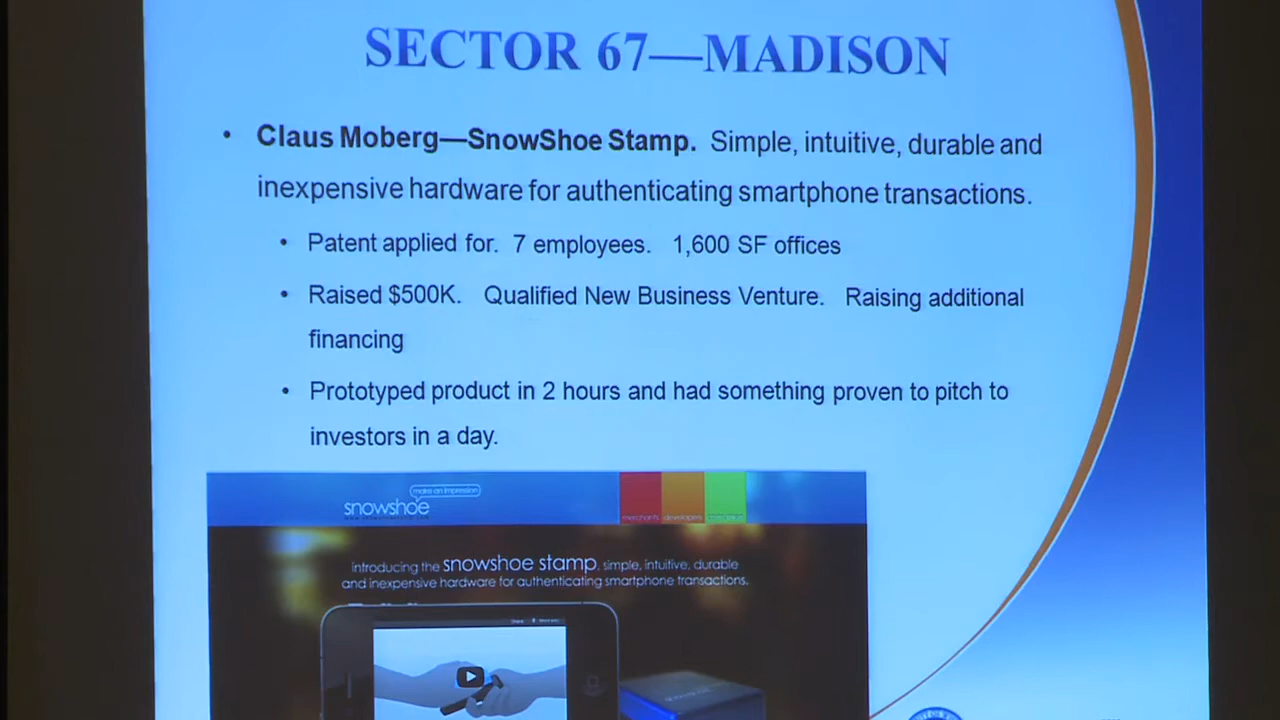 SECTOR 67—MADISON
• Claus Moberg—SnowShoe Stamp. Simple, intuitive, durable and
inexpensive hardware for authenticating smartphone transactions.
• Patent applied for. 7 employees. 1,600 SF offices
• Raised $500K. Qualified New Business Venture. Raising additional
financing
• Prototyped product in 2 hours and had something proven to pitch to
investors in a day.
make an impression
snowshoe
merchants developers
introducing the snowshoe stamp, simple, intuitive, durable
and inexpensive hardware for authenticating smartphone transactions.